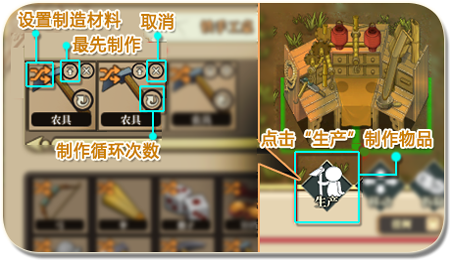 设置制造材料
取消
最先制作
农具
农具
制作循环次数
点击“生产”制作物品
生产